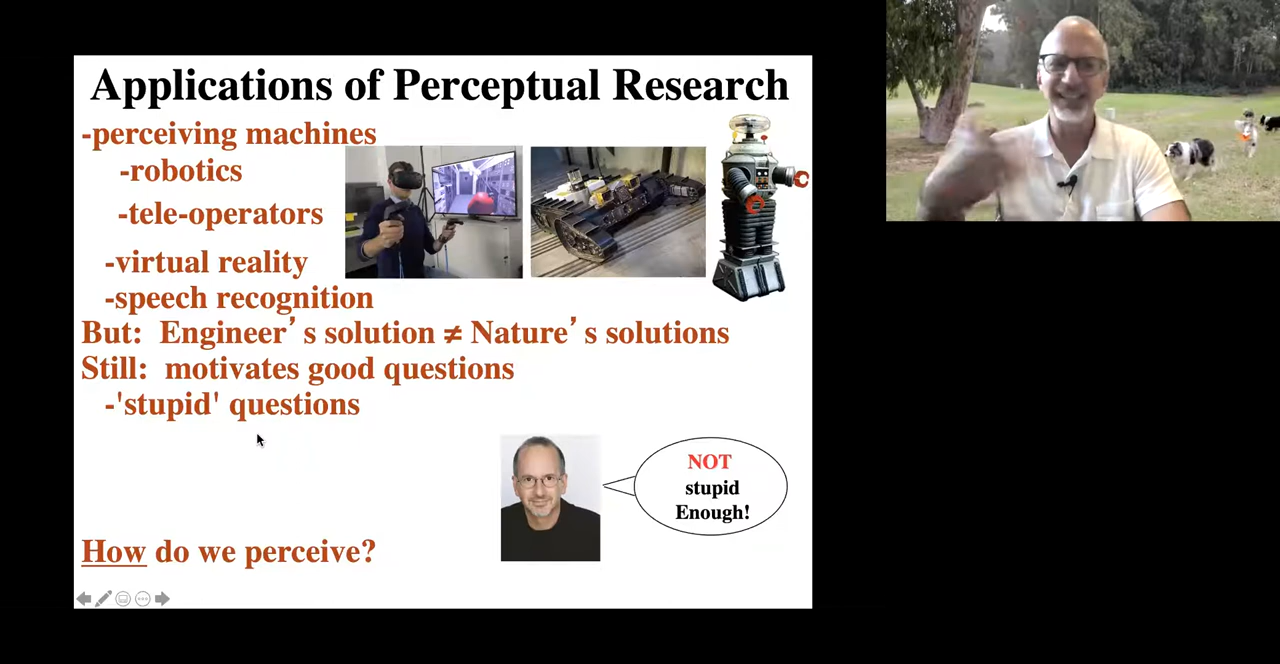 Applications of Perceptual Research
-perceiving machines
-robotics
-tele-operators
-virtual reality
-speech recognition
But:  Engineer’s solution ≠ Nature’s solutions
Still:  motivates good questions
-'stupid' questions
NOT
stupid
Enough!
How do we perceive?